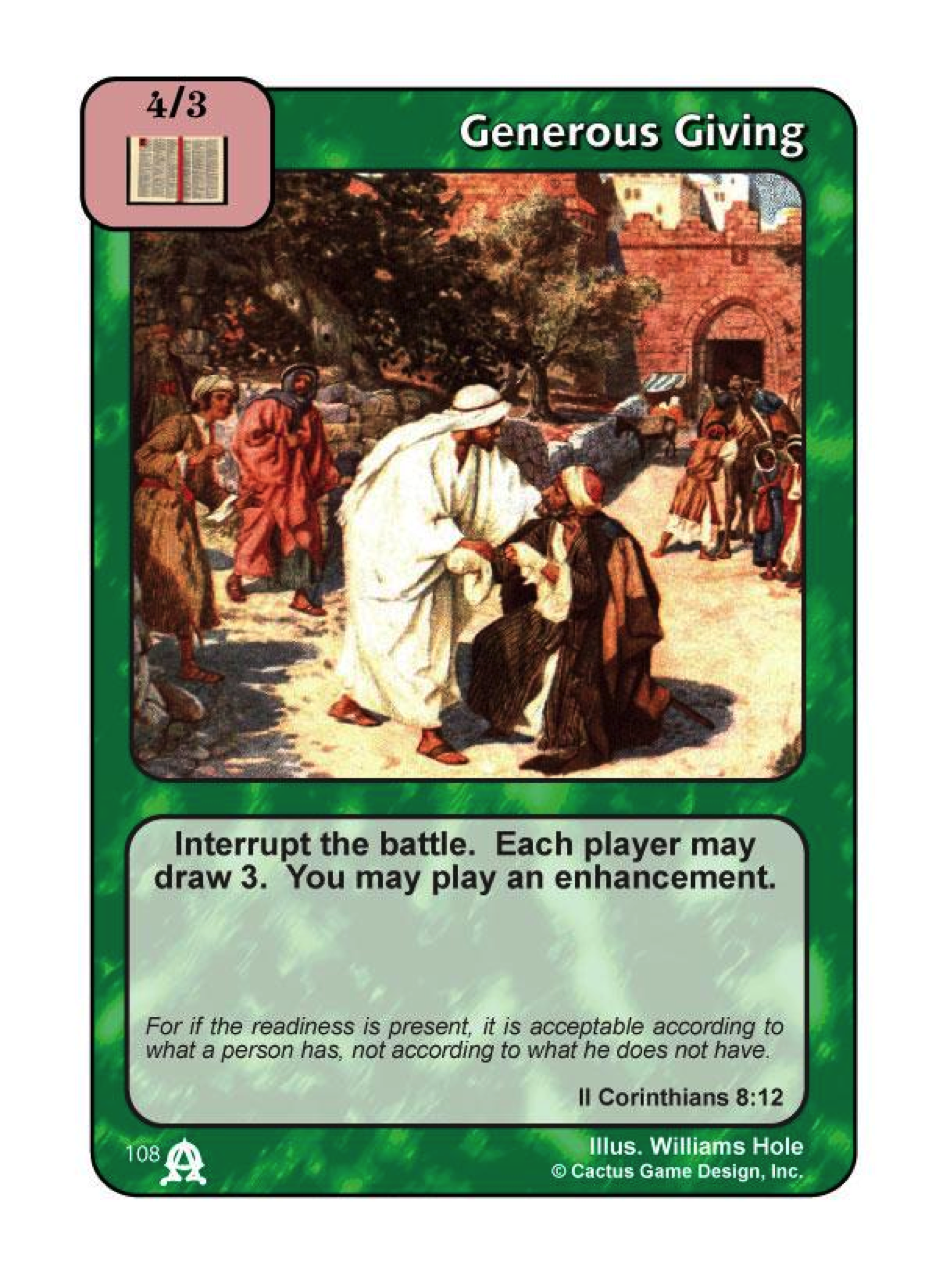 4/3
Generous Giving
Interrupt the battle.  Each player may
draw 3.  You may play an enhancement.
For if the readiness is present, it is acceptable according to
what a person has, not according to what he does not have.
II Corinthians 8:12
108
Illus. Williams Hole
© Cactus Game Design, Inc.